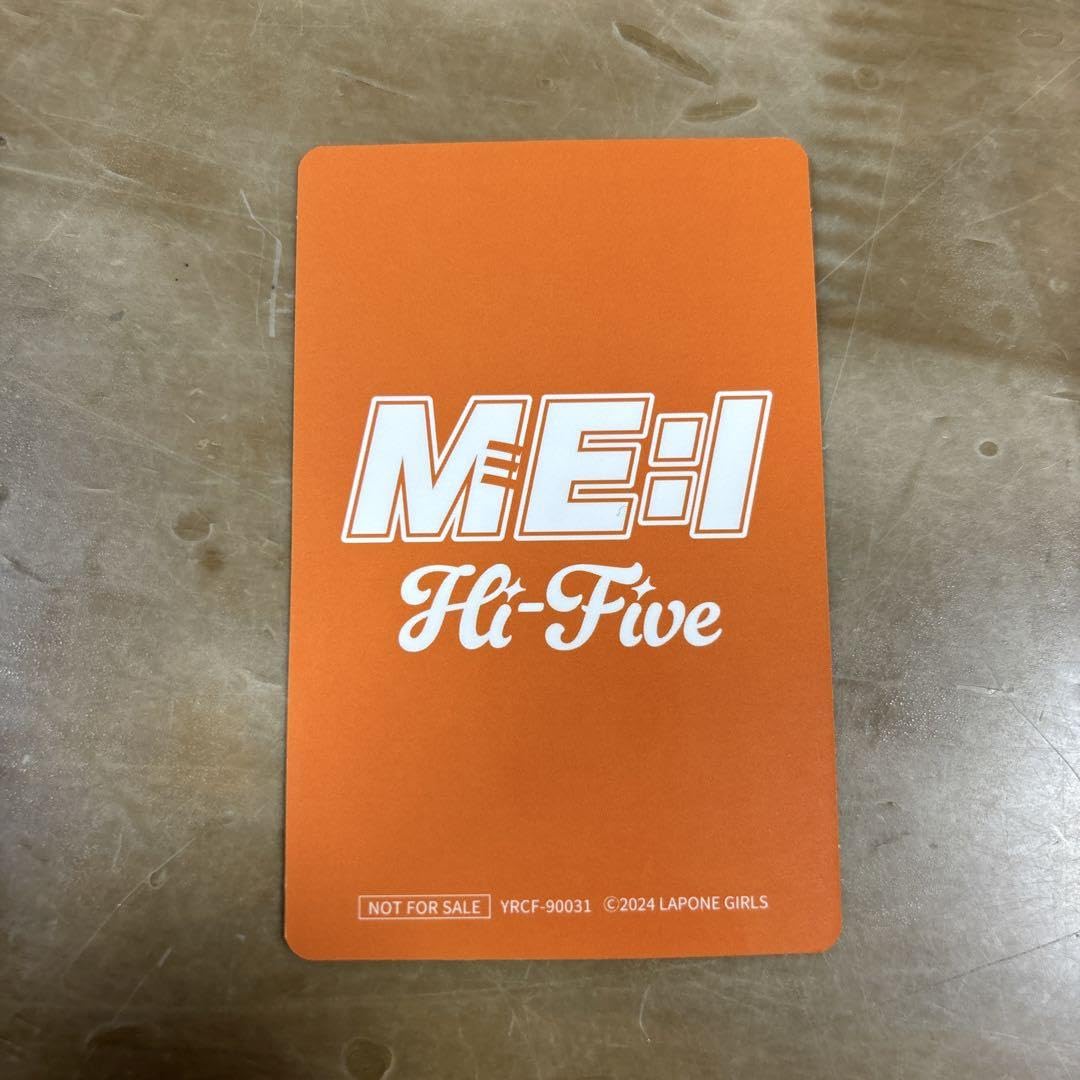 ME:I
Hi-Five
NOT FOR SALE YRCF-90031 ©2024 LAPONE GIRLS